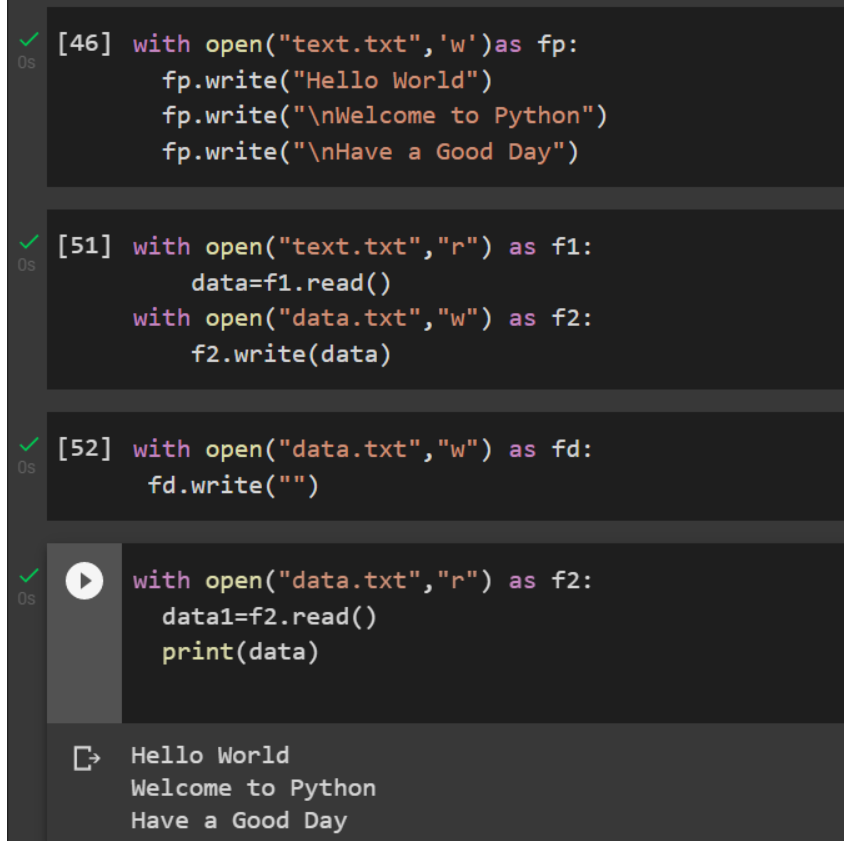 [46] with open("text.txt",'w')as fp:
fp.write("Hello World")
fp.write("\nWelcome to Python")
fp.write("\nHave a Good Day")
0s
[51] with open("text.txt","r") as f1:
data=f1.read()
with open("data.txt","w") as f2:
f2.write(data)
0s
[52] with open("data.txt","w") as fd:
fd.write("")
0s
with open("data.txt","r") as f2:
data1=f2.read()
print(data)
0s
Hello World
Welcome to Python
Have a Good Day